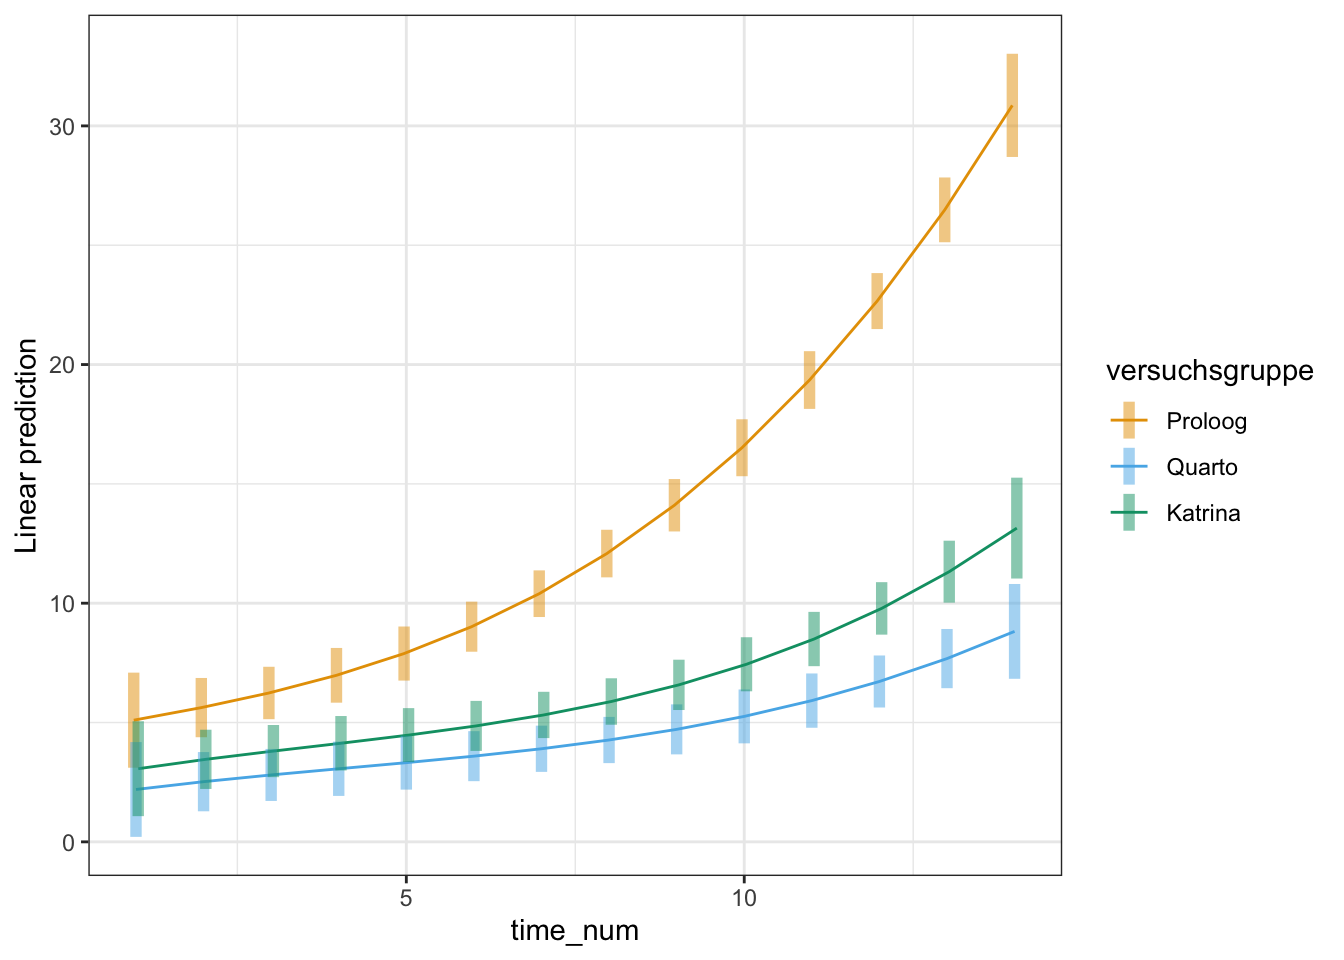 30
20
10
0
Linear prediction
5
10
time_num
versuchsgruppe
Proloog
Quarto
Katrina